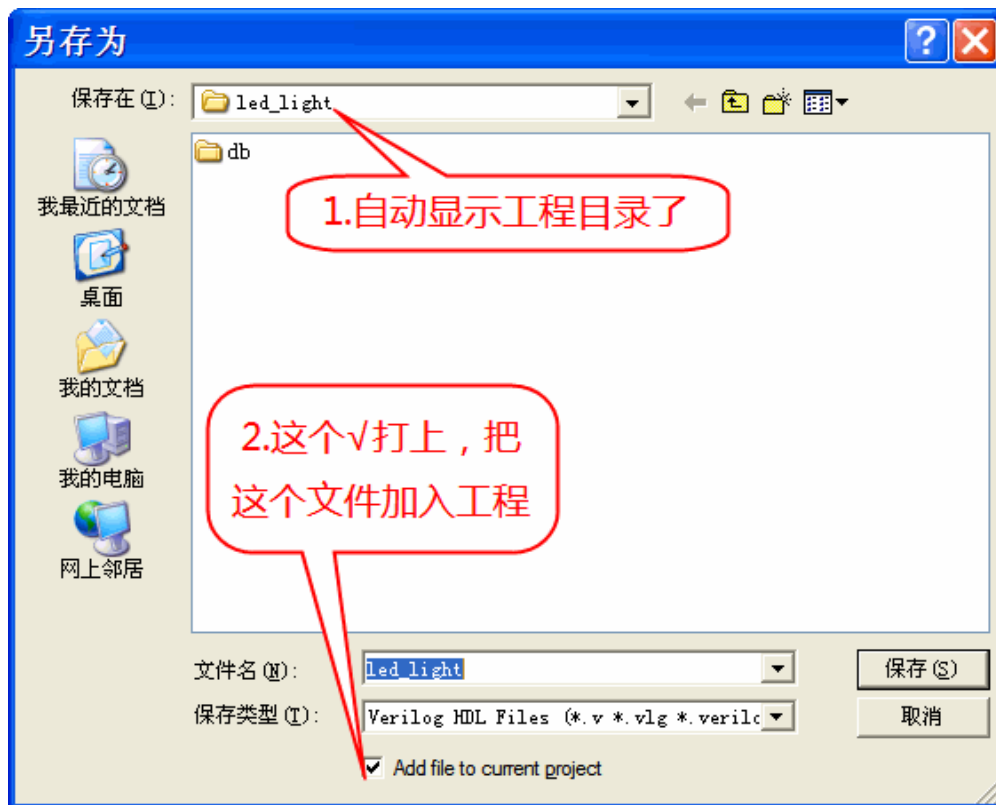 另存为
保存在(I):
led_light
db
我最近的文档
桌面
我的文档
我的电脑
网上邻居
1.自动显示工程目录了
2.这个√打上，把
这个文件加入工程
文件名(N):
led_light
保存(S)
保存类型(T):
Verilog HDL Files (*.v *.vlg *.verilo
取消
Add file to current project